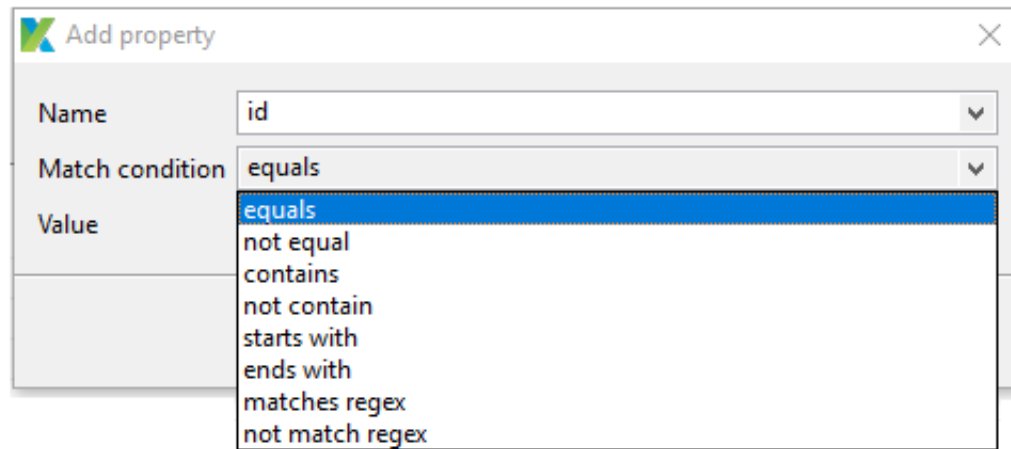 Add property
Name id
Match condition equals
Value
equals
not equal
contains
not contain
starts with
ends with
matches regex
not match regex